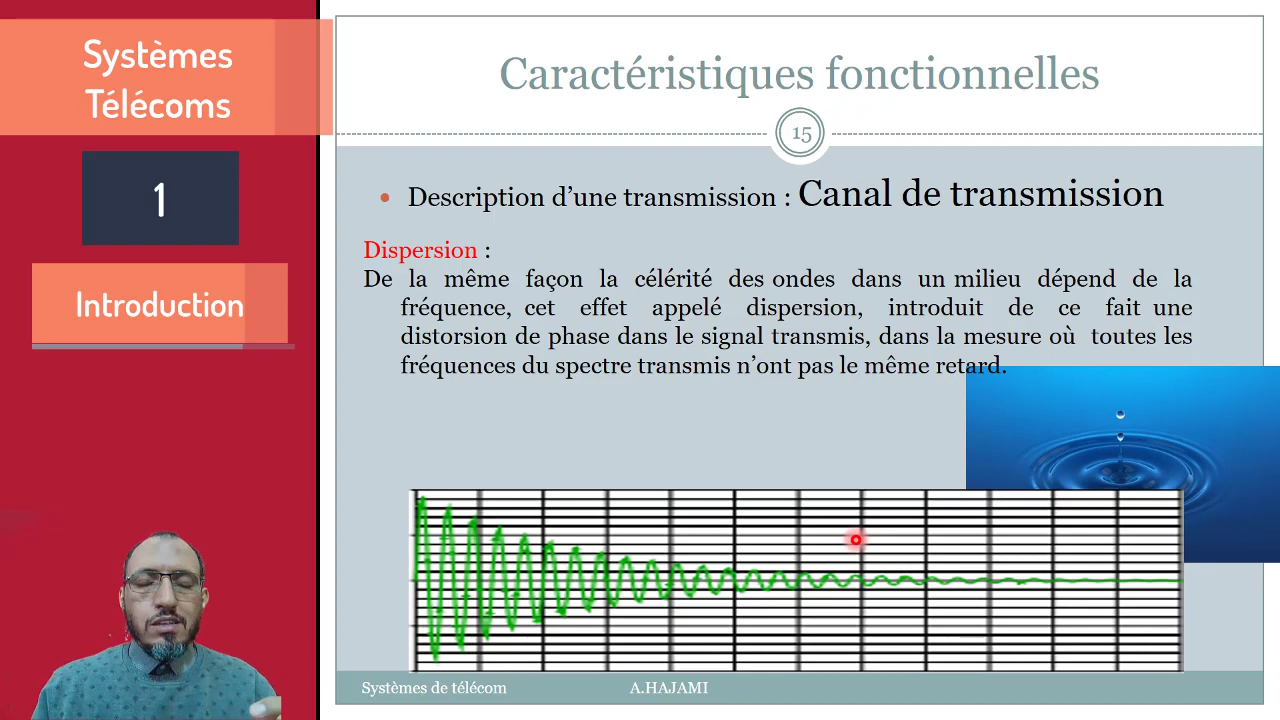 Systèmes
Télécoms
1
Introduction
Caractéristiques fonctionnelles
15
• Description d’une transmission : Canal de transmission
Dispersion :
De la même façon la célérité des ondes dans un milieu dépend de la
fréquence, cet effet appelé dispersion, introduit de ce fait une
distorsion de phase dans le signal transmis, dans la mesure où toutes les
fréquences du spectre transmis n’ont pas le même retard.
Systèmes de télécom A.HAJAMI